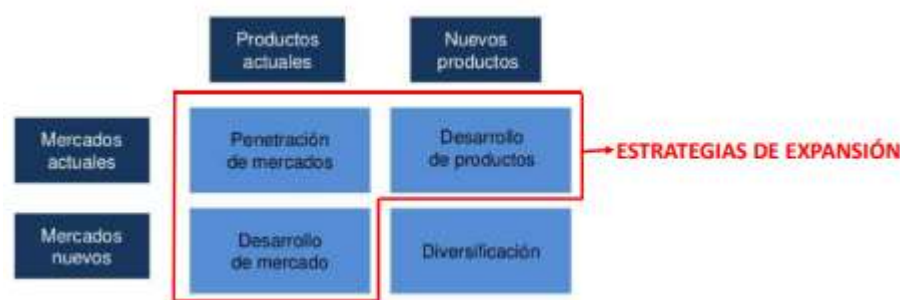 Productos
actuales
Nuevos
productos
Mercados
actuales
Penetración
de mercados
Desarrollo
de productos
ESTRATEGIAS DE EXPANSIÓN
Mercados
nuevos
Desarrollo
de mercado
Diversificación